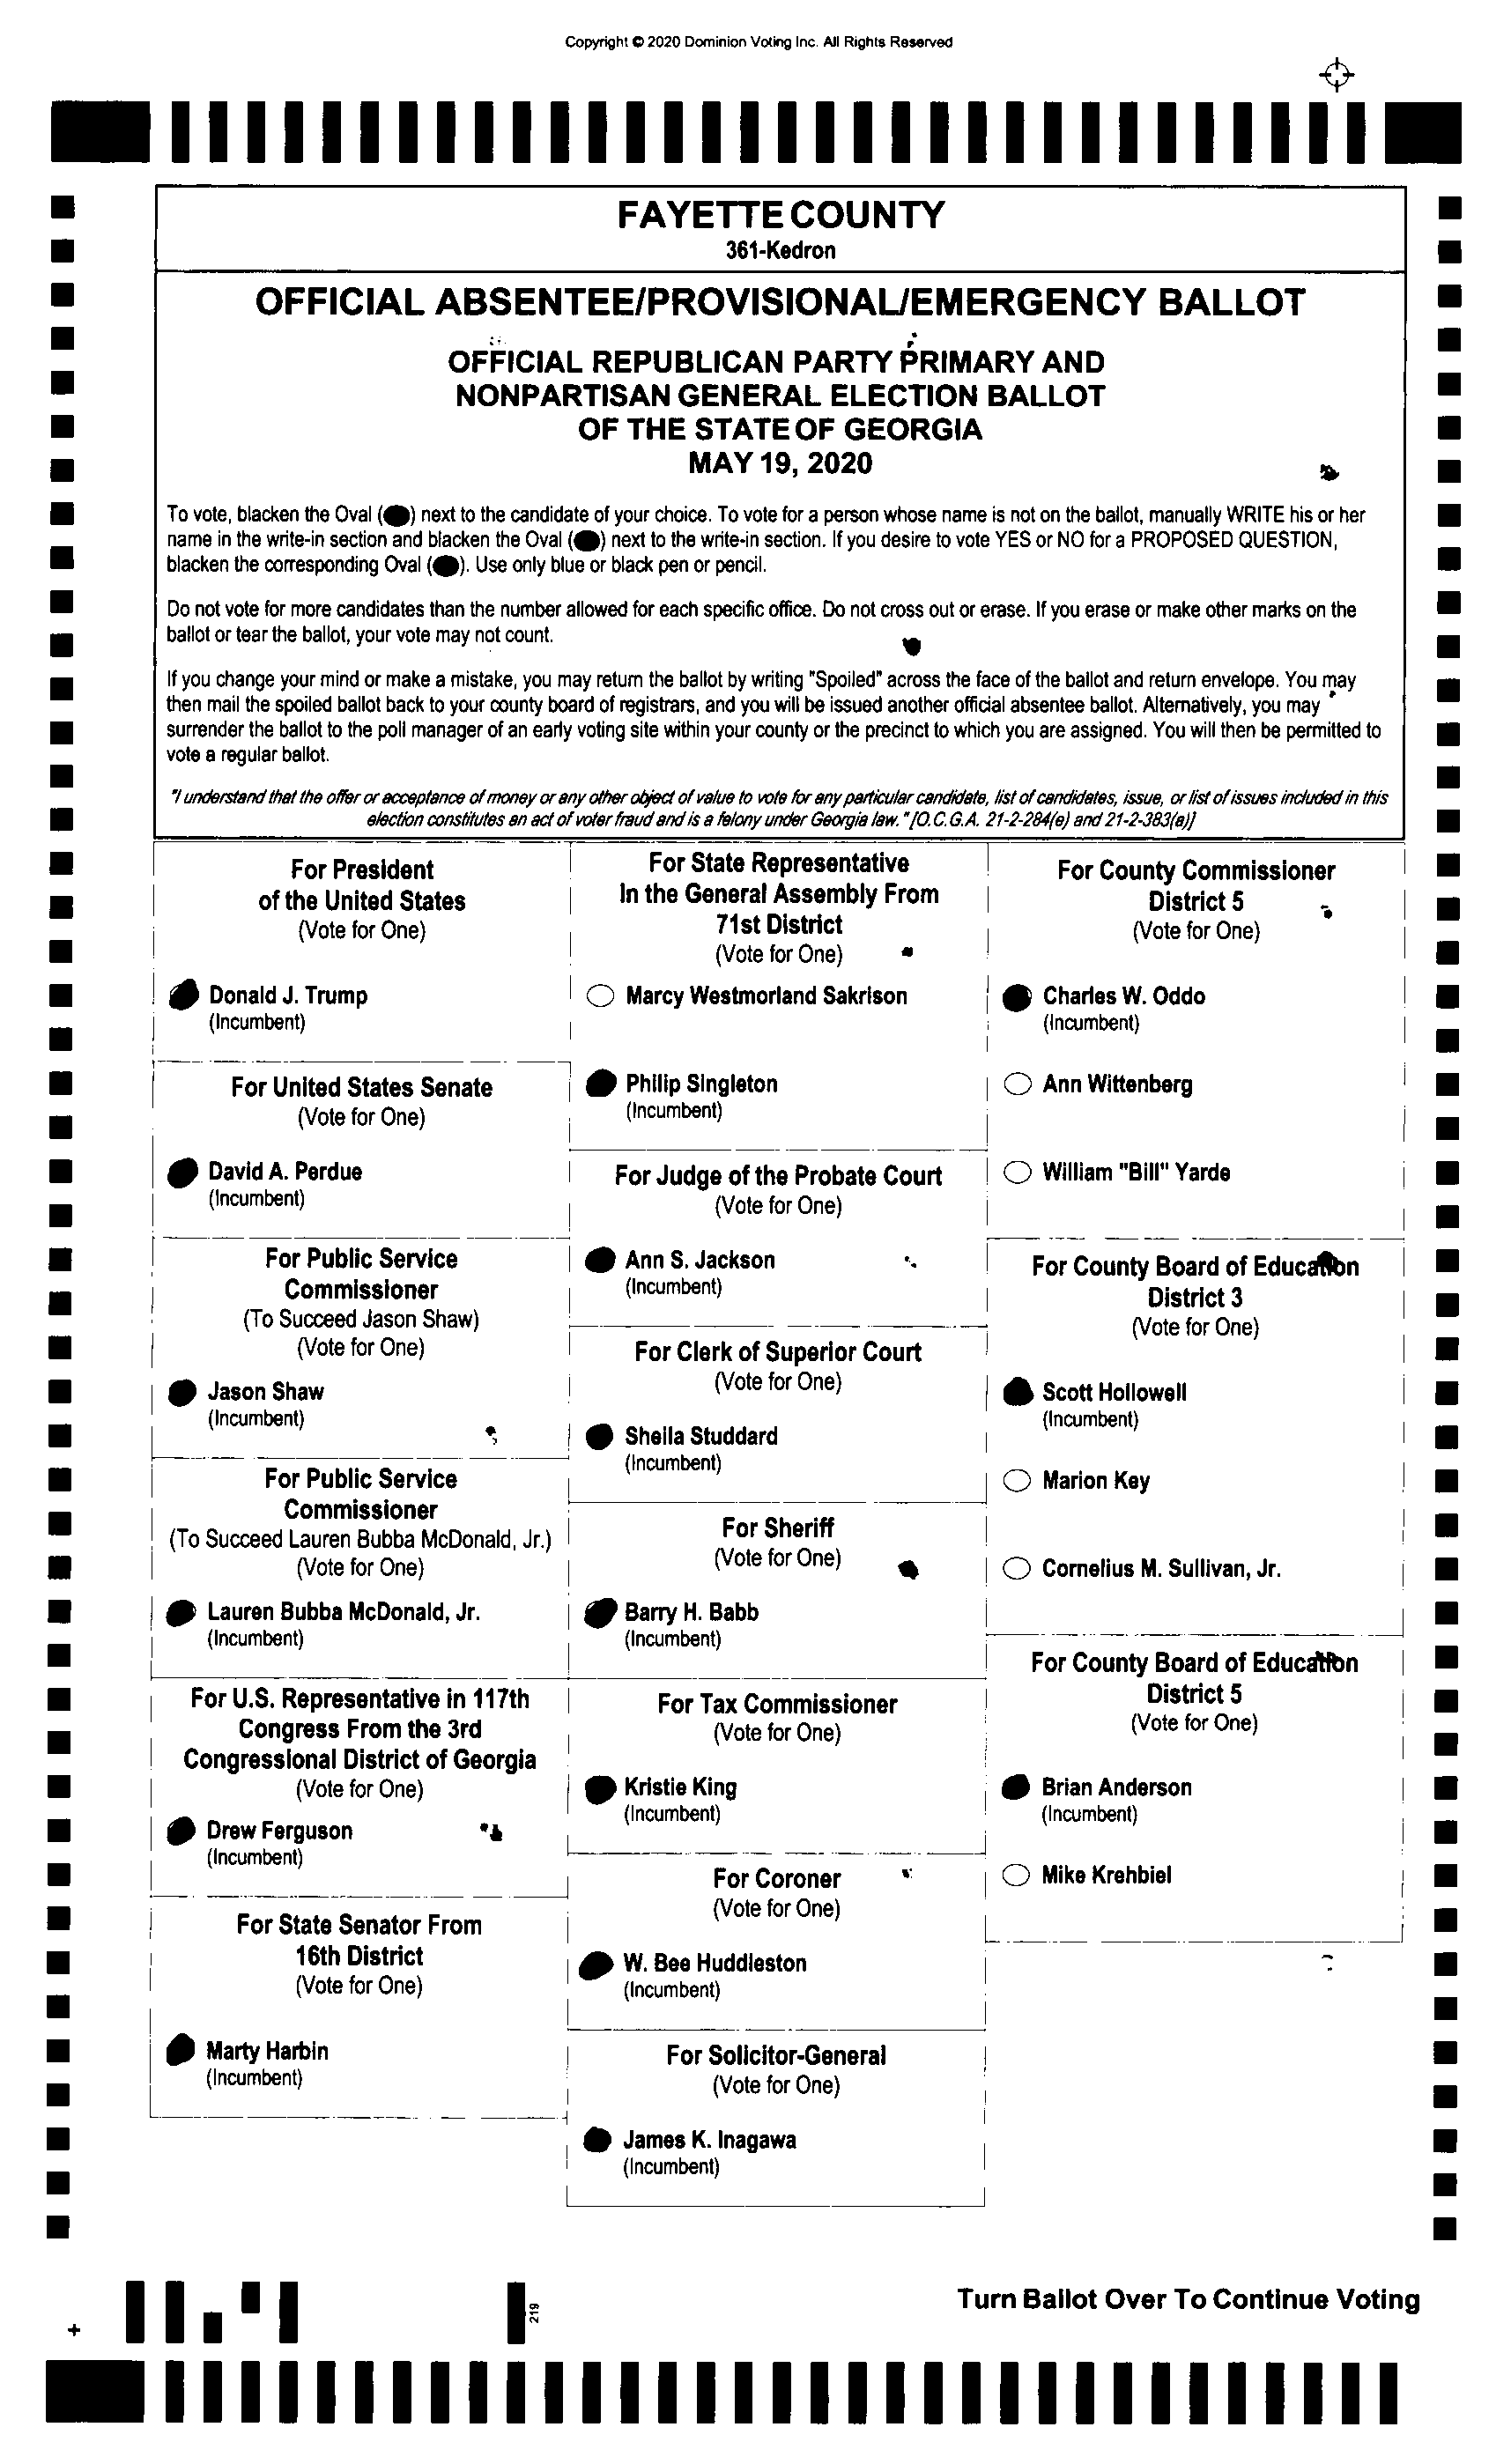 Copyright © 2020 Dominion Voting Inc. All Rights Reserved
FAYETTE COUNTY
361-Kedron
OFFICIAL ABSENTEE/PROVISIONAL/EMERGENCY BALLOT
OFFICIAL REPUBLICAN PARTY PRIMARY AND
NONPARTISAN GENERAL ELECTION BALLOT
OF THE STATE OF GEORGIA
MAY 19, 2020
To vote, blacken the Oval ( ) next to the candidate of your choice. To vote for a person whose name is not on the ballot, manually WRITE his or her
name in the write-in section and blacken the Oval ( ) next to the write-in section. If you desire to vote YES or NO for a PROPOSED QUESTION,
blacken the corresponding Oval ( ). Use only blue or black pen or pencil.
Do not vote for more candidates than the number allowed for each specific office. Do not cross out or erase. If you erase or make other marks on the
ballot or tear the ballot, your vote may not count.
If you change your mind or make a mistake, you may return the ballot by writing "Spoiled" across the face of the ballot and return envelope. You may
then mail the spoiled ballot back to your county board of registrars, and you will be issued another official absentee ballot. Alternatively, you may
surrender the ballot to the poll manager of an early voting site within your county or the precinct to which you are assigned. You will then be permitted to
vote a regular ballot.
"I understand that the offer or acceptance of money or any other object of value to vote for any particular candidate, list of candidates, issue, or list of issues included in this
election constitutes an act of voter fraud and is a felony under Georgia law." [O.C.G.A. 21-2-284(e) and 21-2-383(a)]
For President
of the United States
(Vote for One)
Donald J. Trump
(Incumbent)
For United States Senate
(Vote for One)
David A. Perdue
(Incumbent)
For Public Service
Commissioner
(To Succeed Jason Shaw)
(Vote for One)
Jason Shaw
(Incumbent)
For Public Service
Commissioner
(To Succeed Lauren Bubba McDonald, Jr.)
(Vote for One)
Lauren Bubba McDonald, Jr.
(Incumbent)
For U.S. Representative in 117th
Congress From the 3rd
Congressional District of Georgia
(Vote for One)
Drew Ferguson
(Incumbent)
For State Senator From
16th District
(Vote for One)
Marty Harbin
(Incumbent)
For State Representative
In the General Assembly From
71st District
(Vote for One)
Marcy Westmorland Sakrison
Philip Singleton
(Incumbent)
For Judge of the Probate Court
(Vote for One)
Ann S. Jackson
(Incumbent)
For Clerk of Superior Court
(Vote for One)
Sheila Studdard
(Incumbent)
For Sheriff
(Vote for One)
Barry H. Babb
(Incumbent)
For Tax Commissioner
(Vote for One)
Kristie King
(Incumbent)
For Coroner
(Vote for One)
W. Bee Huddleston
(Incumbent)
For Solicitor-General
(Vote for One)
James K. Inagawa
(Incumbent)
For County Commissioner
District 5
(Vote for One)
Charles W. Oddo
(Incumbent)
Ann Wittenberg
William "Bill" Yarde
For County Board of Education
District 3
(Vote for One)
Scott Hollowell
(Incumbent)
Marion Key
Cornelius M. Sullivan, Jr.
For County Board of Education
District 5
(Vote for One)
Brian Anderson
(Incumbent)
Mike Krehbiel
219
Turn Ballot Over To Continue Voting